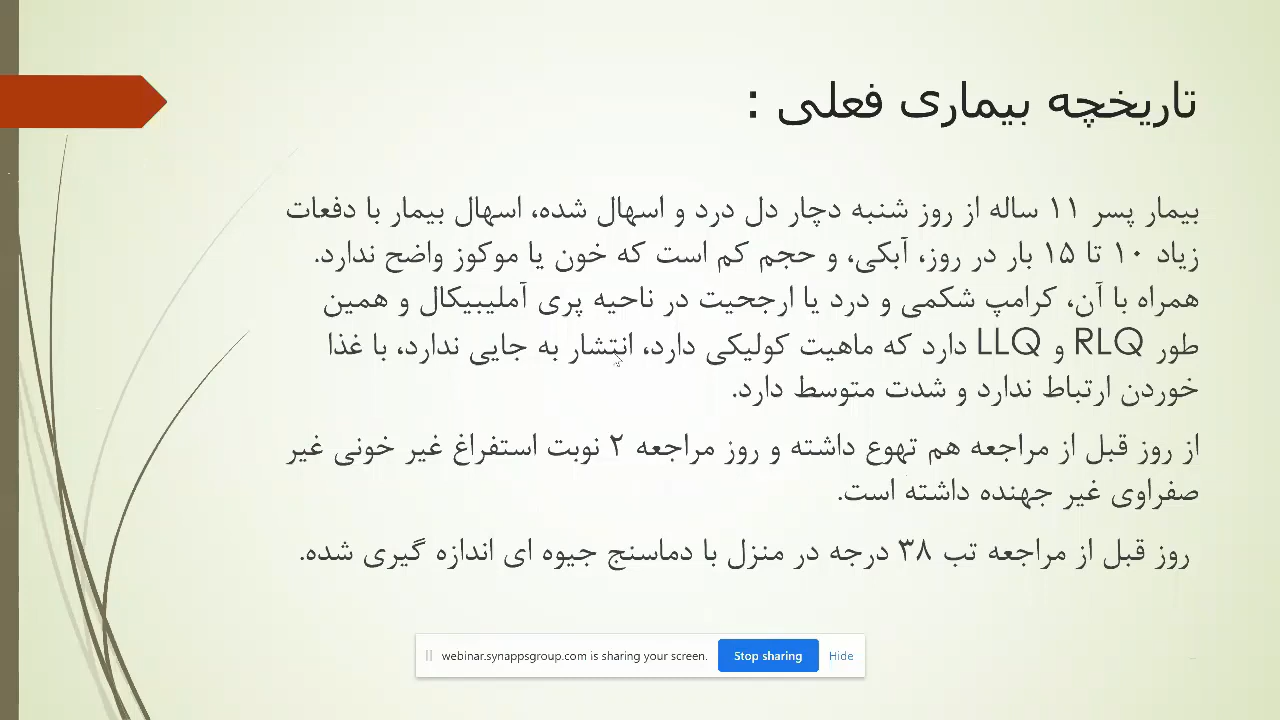 تاریخچه بیماری فعلی :
بیمار پسر ۱۱ ساله از روز شنبه دچار دل درد و اسهال شده، اسهال بیمار با دفعات
زیاد ۱۰ تا ۱۵ بار در روز، آبکی، و حجم کم است که خون یا موکوز واضح ندارد.
همراه با آن، کرامپ شکمی و درد یا ارجحیت در ناحیه پری آملیبیکال و همین
طور RLQ و LLQ دارد که ماهیت کولیکی دارد، انتشار به جایی ندارد، با غذا
خوردن ارتباط ندارد و شدت متوسط دارد.
از روز قبل از مراجعه هم تهوع داشته و روز مراجعه ۲ نوبت استفراغ غیر خونی غیر
صفراوی غیر جهنده داشته است.
روز قبل از مراجعه تب ۳۸ درجه در منزل با دماسنج جیوه ای اندازه گیری شده.
webinar.synappsgroup.com is sharing your screen. Stop sharing Hide